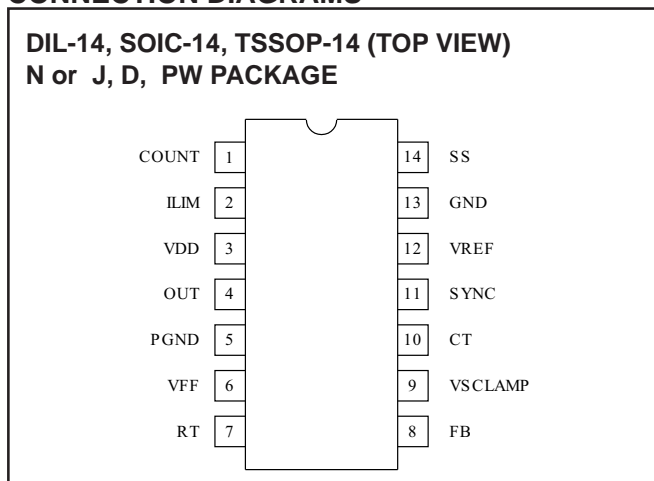 CONNECTION DIAGRAMS
DIL-14, SOIC-14, TSSOP-14 (TOP VIEW)
N or J, D, PW PACKAGE
COUNT 1 14 SS
ILIM 2 13 GND
VDD 3 12 VREF
OUT 4 11 SYNC
PGND 5 10 CT
VFF 6 9 VSCLAMP
RT 7 8 FB